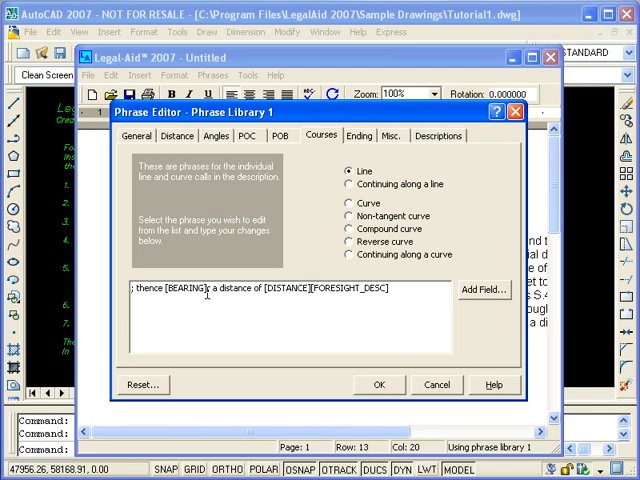 AutoCAD 2007 - NOT FOR RESALE - [C:\Program Files\LegalAid 2007\Sample Drawings\Tutorial1.dwg]
File Edit View Insert Format Tools Draw Dimension Modify Window Help Express
STANDARD
Clean Screen
Legal-Aid™ 2007 - Untitled
File Edit Insert Format Phrases Tools Help
B I U Zoom: 100% Rotation: 0.000000
Phrase Editor - Phrase Library 1
General Distance Angles POC POB Courses Ending Misc. Descriptions
These are phrases for the individual
line and curve calls in the description.
Select the phrase you wish to edit
from the list and type your changes
below.
Line
Continuing along a line
Curve
Non-tangent curve
Compound curve
Reverse curve
Continuing along a curve
; thence [BEARING]r a distance of [DISTANCE][FORESIGHT_DESC]
Add Field...
Reset... OK Cancel Help
1.
2.
3.
4.
5.
6.
7.
Page: 1 Row: 13 Col: 20 Using phrase library 1
Command:
Command:
Command:
47956.26, 58168.91, 0.00 SNAP GRID ORTHO POLAR OSNAP OTRACK DUCS DYN LWT MODEL